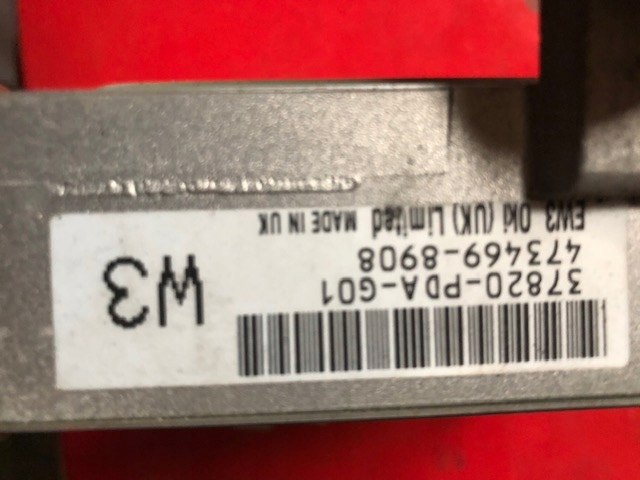 37820-PDA-G01
473469-8908
EW3 Oki (UK) Limited MADE IN UK
W3